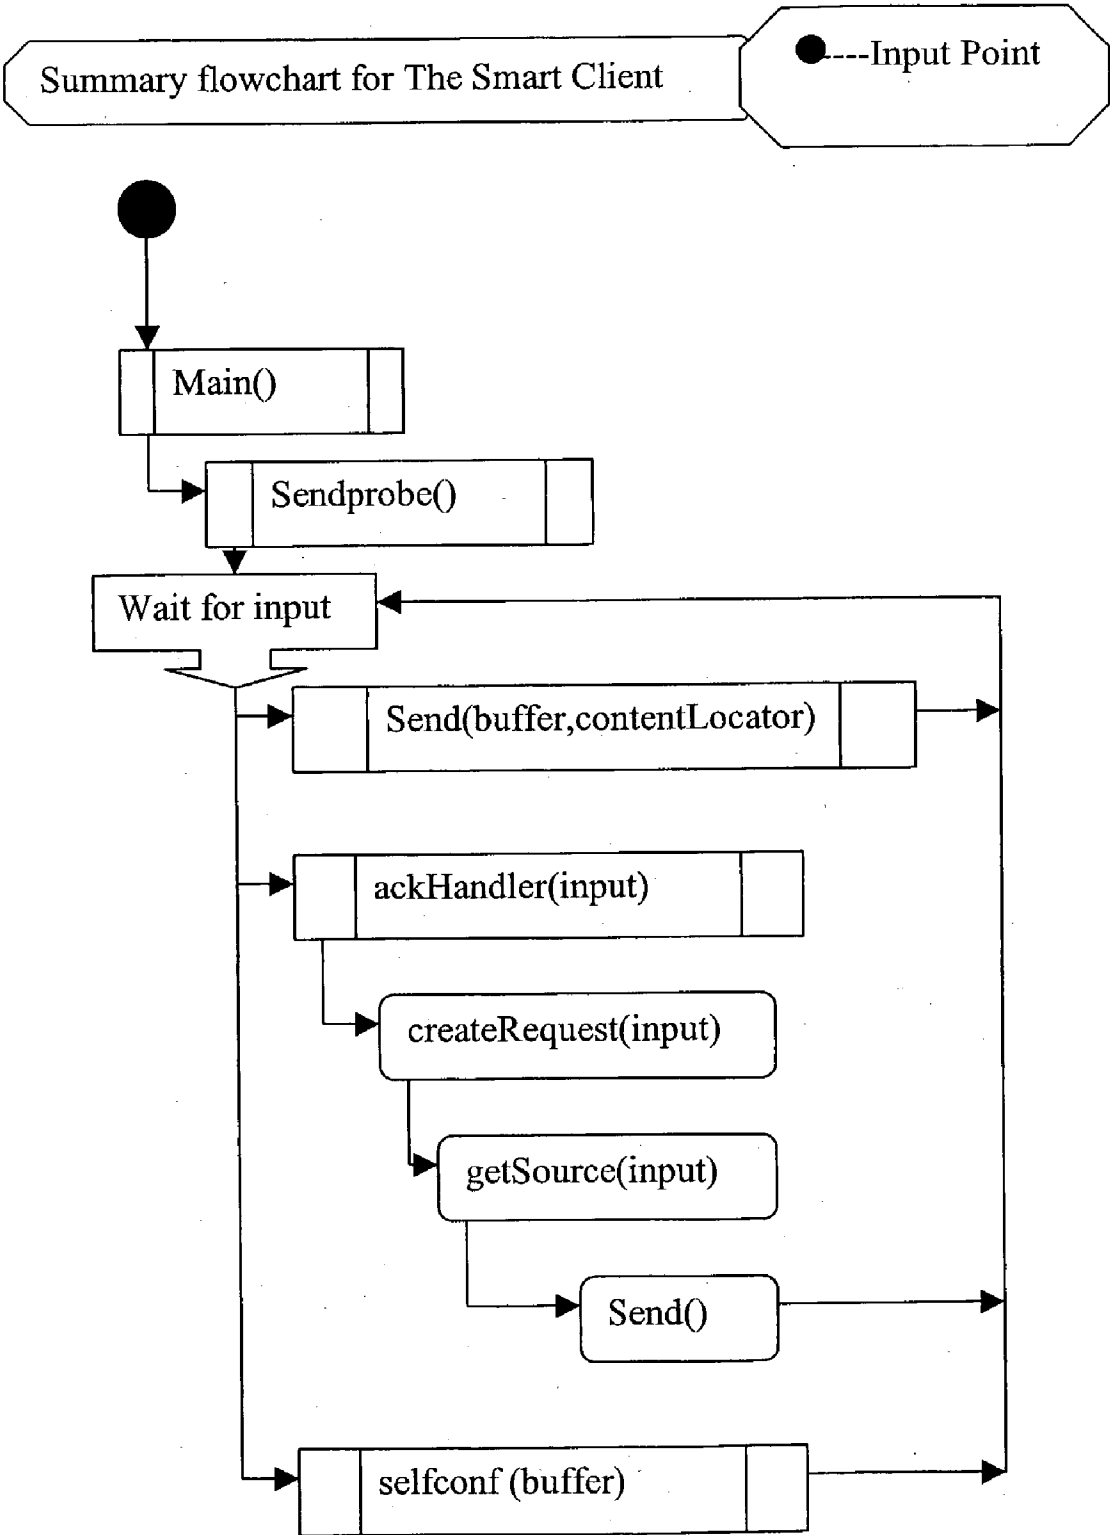 Summary flowchart for The Smart Client
----Input Point
Main()
Sendprobe()
Wait for input
Send(buffer,contentLocator)
ackHandler(input)
createRequest(input)
getSource(input)
Send()
selfconf (buffer)